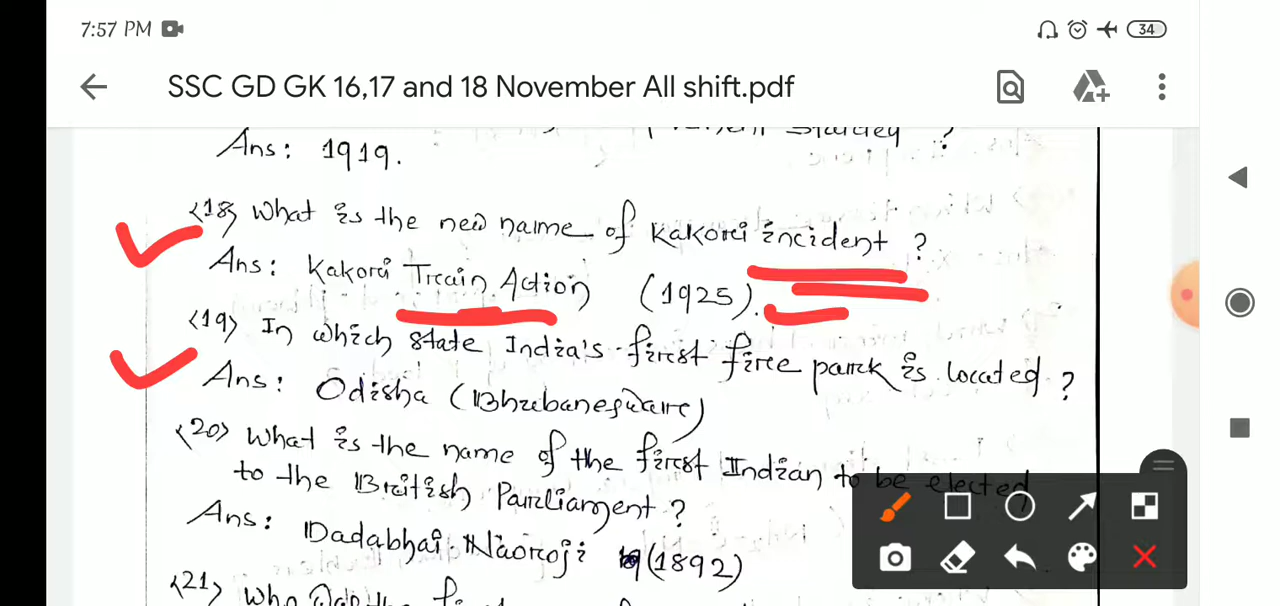 7:57 PM
34
SSC GD GK 16,17 and 18 November All shift.pdf
Ans: 1919.
<18> What is the new name of Kakori incident ?
Ans: Kakori Train Action (1925).
<19> In which state India's first fire park is located ?
Ans: Odisha (Bhubaneswar)
<20> What is the name of the first Indian to be elected
to the British Parliament ?
Ans: Dadabhai Naoroji (1892)
<21> Who